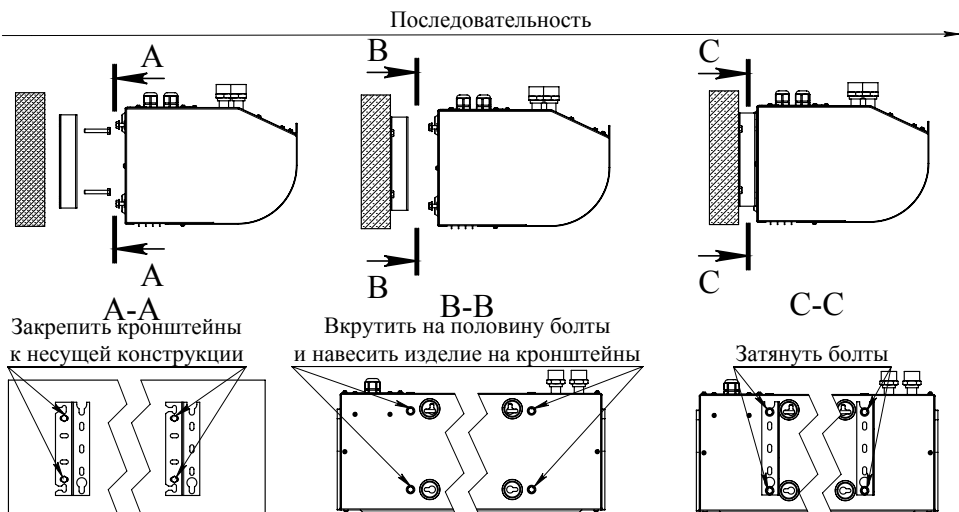 Последовательность
A
B
C
A
B
C
A-A
B-B
C-C
Закрепить кронштейны
к несущей конструкции
Вкрутить на половину болты
и навесить изделие на кронштейны
Затянуть болты